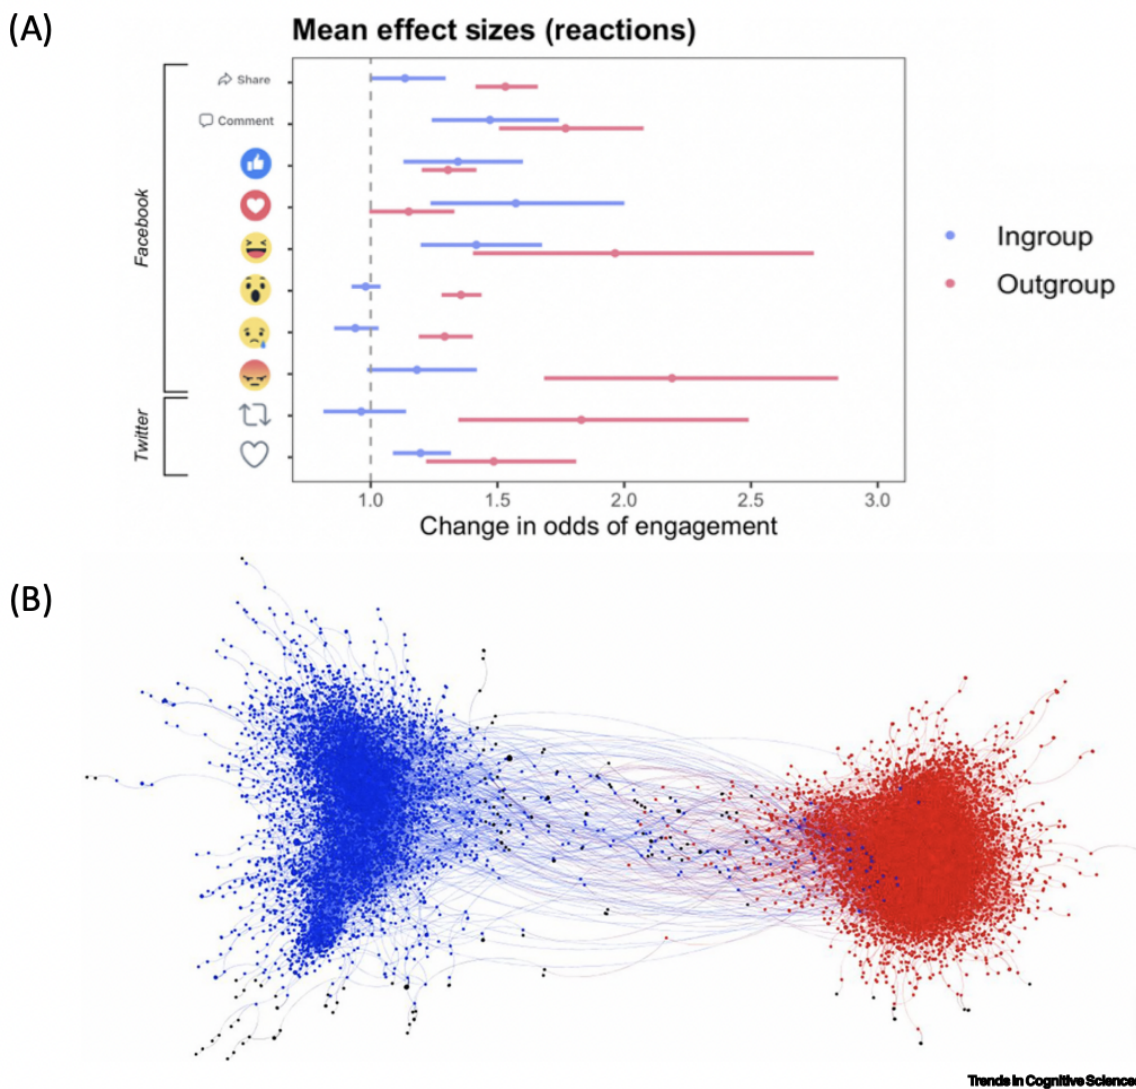 (A)
Mean effect sizes (reactions)
Share
Comment
Facebook
Twitter
Ingroup
Outgroup
1.0 1.5 2.0 2.5 3.0
Change in odds of engagement
(B)
Trends in Cognitive Sciences